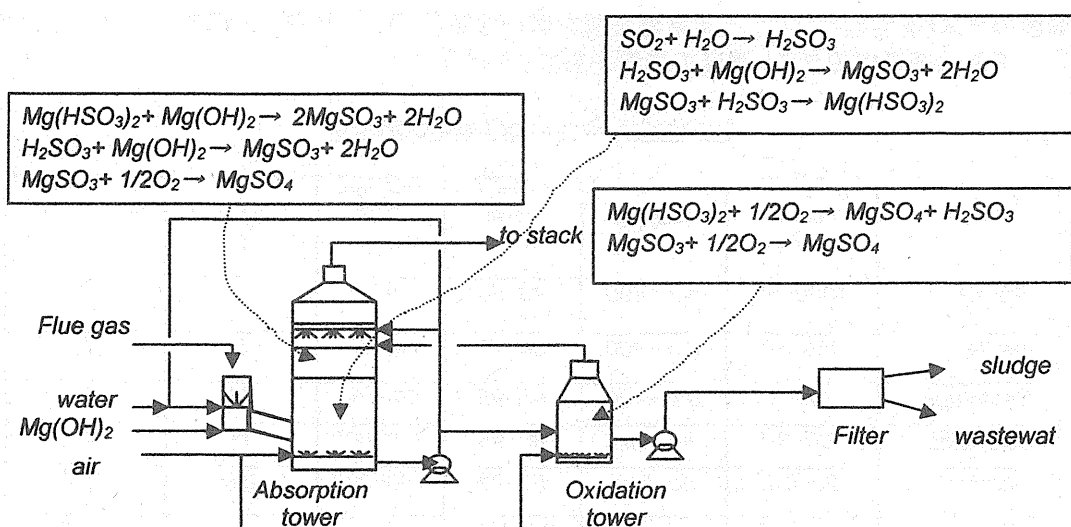 SO2+ H2O→ H2SO3
H2SO3+ Mg(OH)2→ MgSO3+ 2H2O
MgSO3+ H2SO3→ Mg(HSO3)2
Mg(HSO3)2+ Mg(OH)2→ 2MgSO3+ 2H2O
H2SO3+ Mg(OH)2→ MgSO3+ 2H2O
MgSO3+ 1/2O2→ MgSO4
Mg(HSO3)2+ 1/2O2→ MgSO4+ H2SO3
MgSO3+ 1/2O2→ MgSO4
to stack
Flue gas
water
Mg(OH)2
air
Absorption
tower
Oxidation
tower
Filter
sludge
wastewat